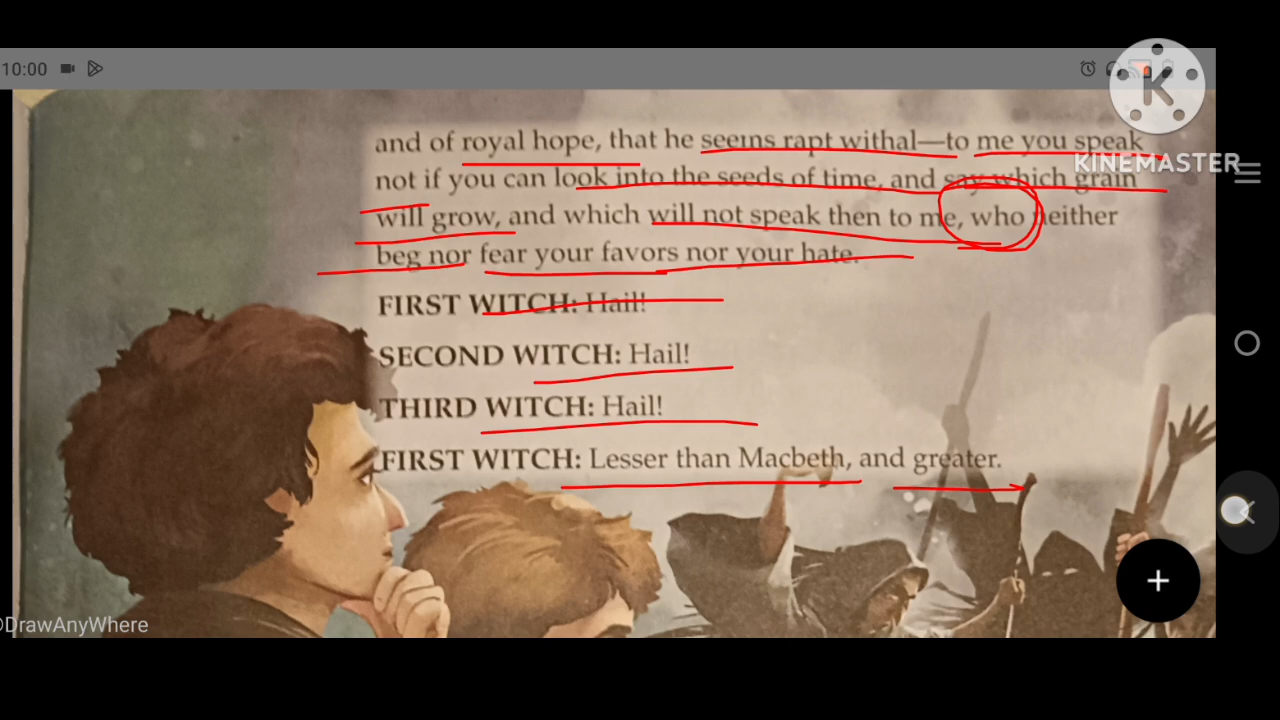 10:00
KINEMASTER
and of royal hope, that he seems rapt withal—to me you speak
not if you can look into the seeds of time, and say which grain
will grow, and which will not speak then to me, who neither
beg nor fear your favors nor your hate.
FIRST WITCH: Hail!
SECOND WITCH: Hail!
THIRD WITCH: Hail!
FIRST WITCH: Lesser than Macbeth, and greater.
DrawAnyWhere